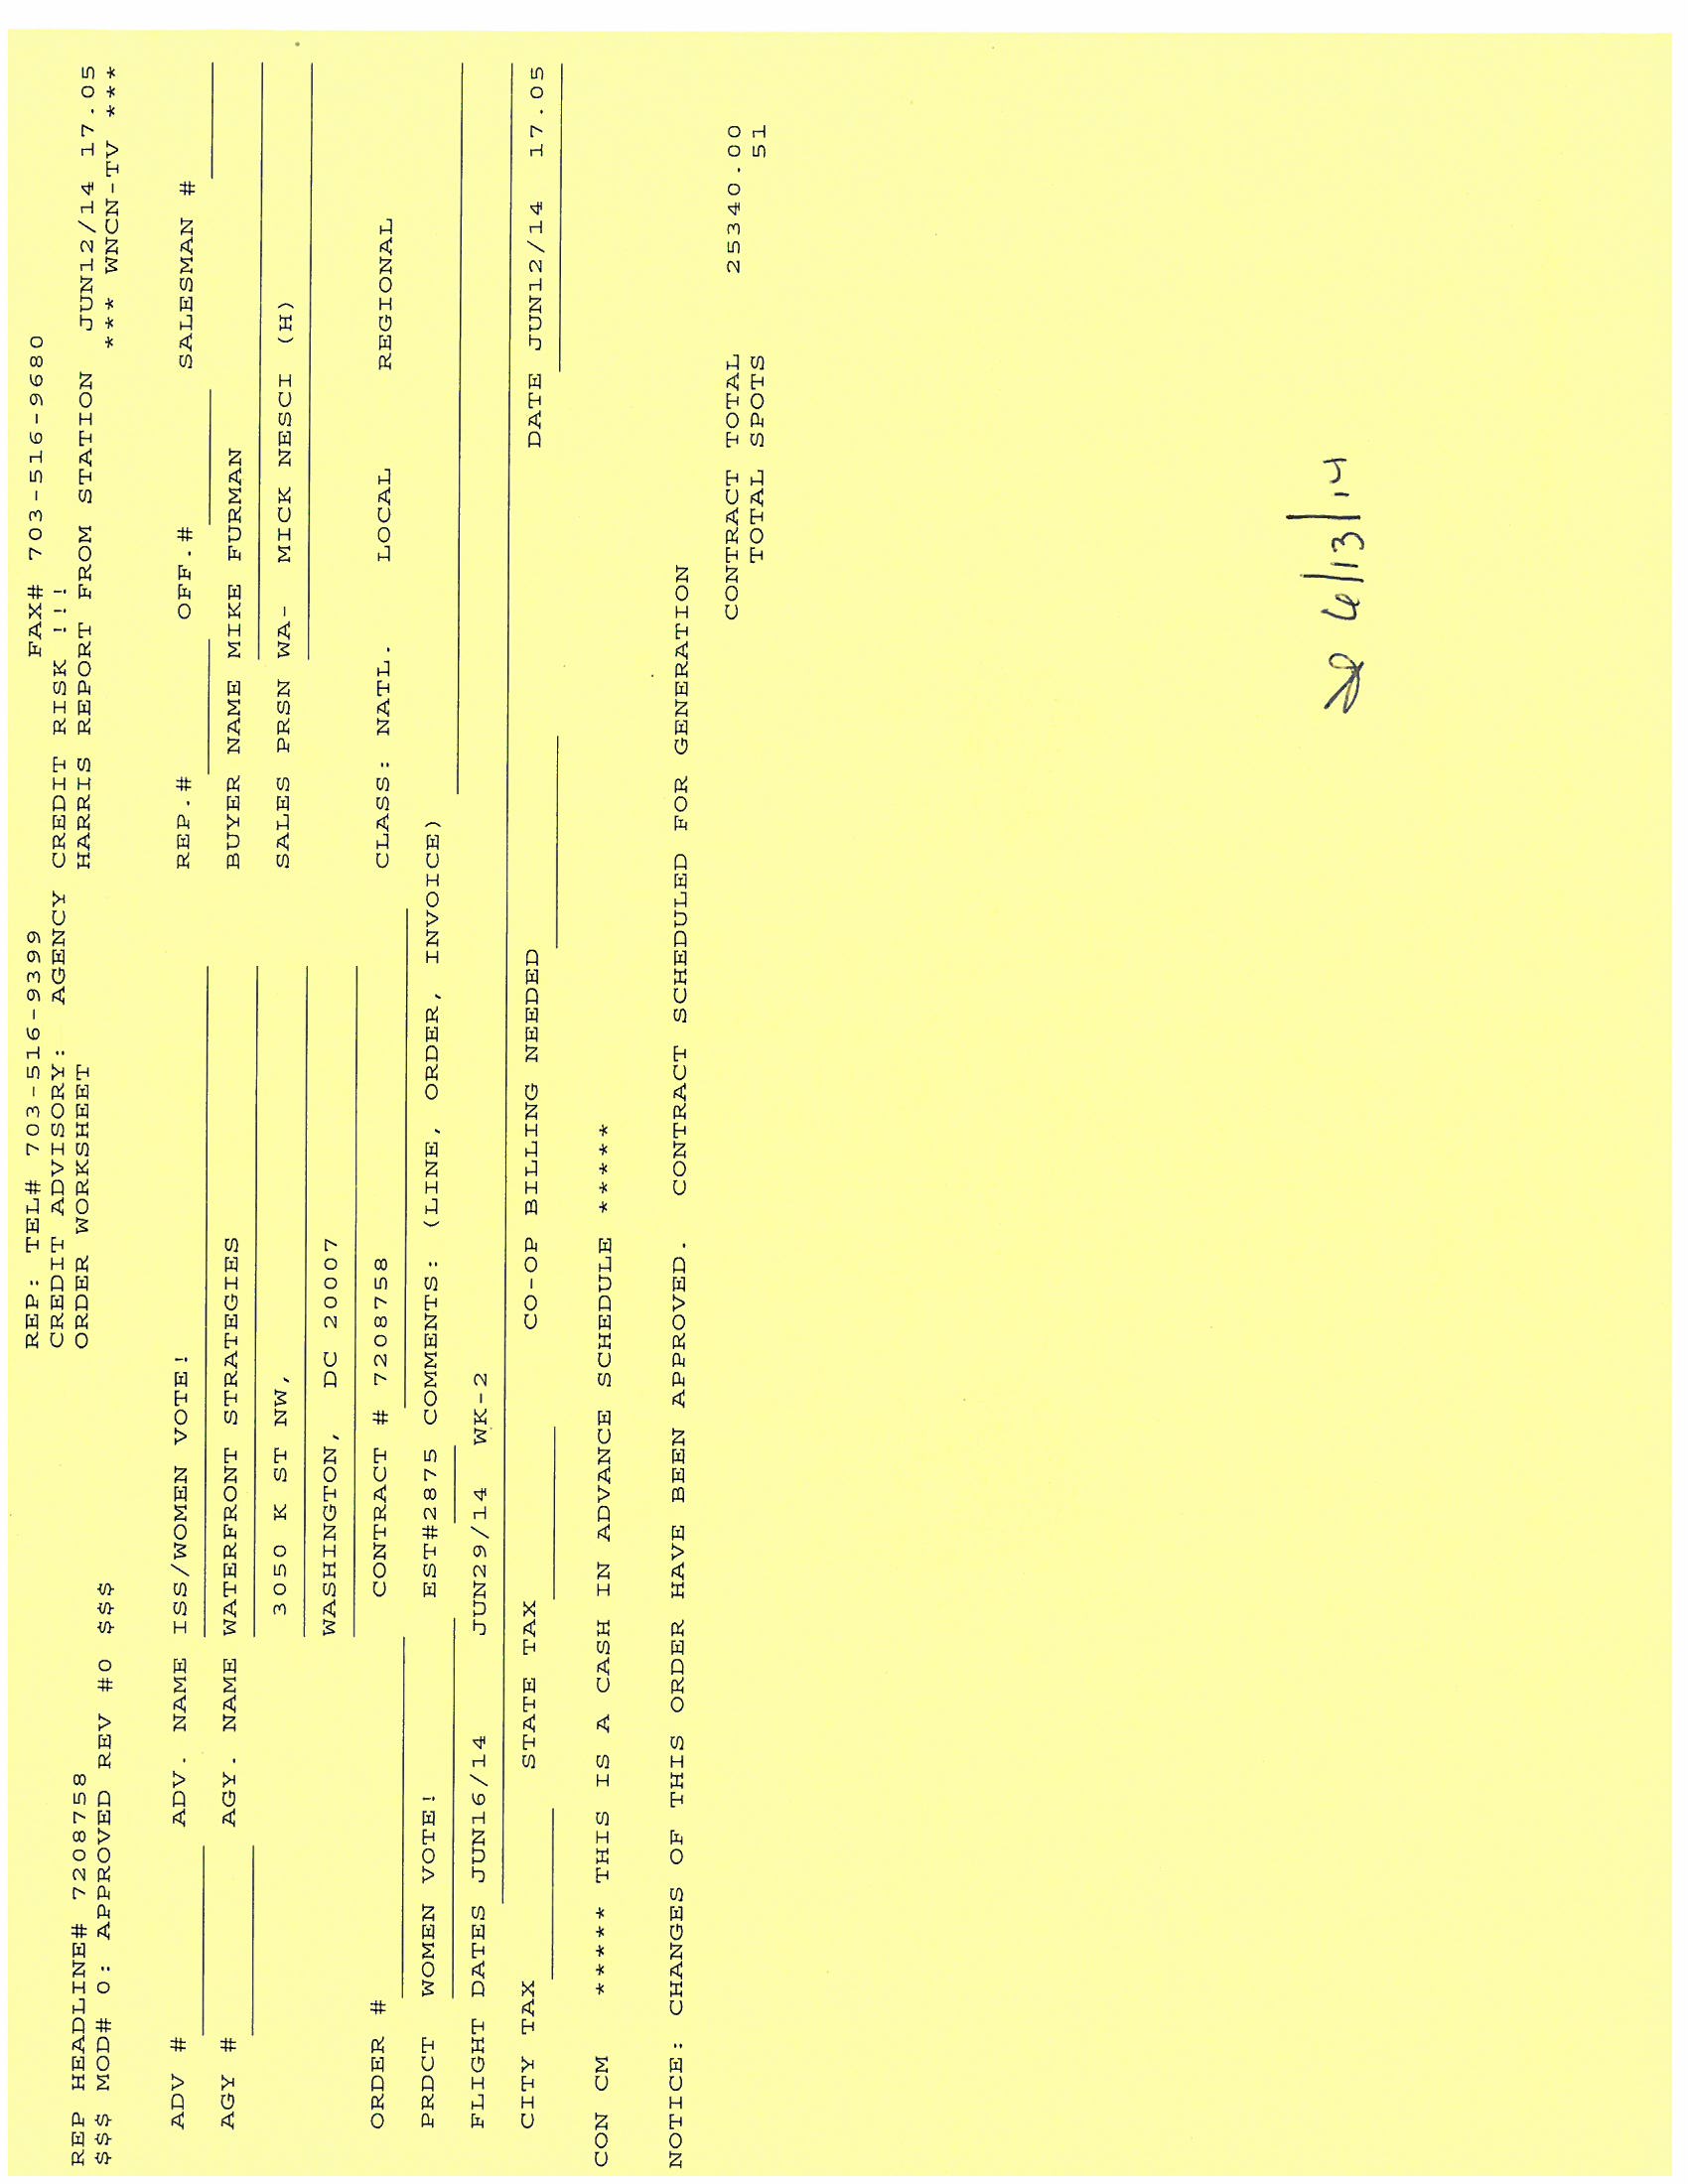 REP: TEL# 703-516-9399 FAX# 703-516-9680
CREDIT ADVISORY: AGENCY CREDIT RISK !!!
REP HEADLINE# 7208758 ORDER WORKSHEET HARRIS REPORT FROM STATION JUN12/14 17.05
$$$ MOD# 0: APPROVED REV #0 $$$ *** WNCN-TV ***
ADV # ADV. NAME ISS/WOMEN VOTE! REP.# OFF.# SALESMAN #
AGY # AGY. NAME WATERFRONT STRATEGIES BUYER NAME MIKE FURMAN
3050 K ST NW, SALES PRSN WA- MICK NESCI (H)
WASHINGTON, DC 20007
ORDER # CONTRACT # 7208758 CLASS: NATL. LOCAL REGIONAL
PRDCT WOMEN VOTE! EST#2875 COMMENTS: (LINE, ORDER, INVOICE)
FLIGHT DATES JUN16/14 JUN29/14 WK-2
CITY TAX STATE TAX CO-OP BILLING NEEDED DATE JUN12/14 17.05
CON CM ***** THIS IS A CASH IN ADVANCE SCHEDULE *****
NOTICE: CHANGES OF THIS ORDER HAVE BEEN APPROVED. CONTRACT SCHEDULED FOR GENERATION
CONTRACT TOTAL 25340.00
TOTAL SPOTS 51
6/13/14